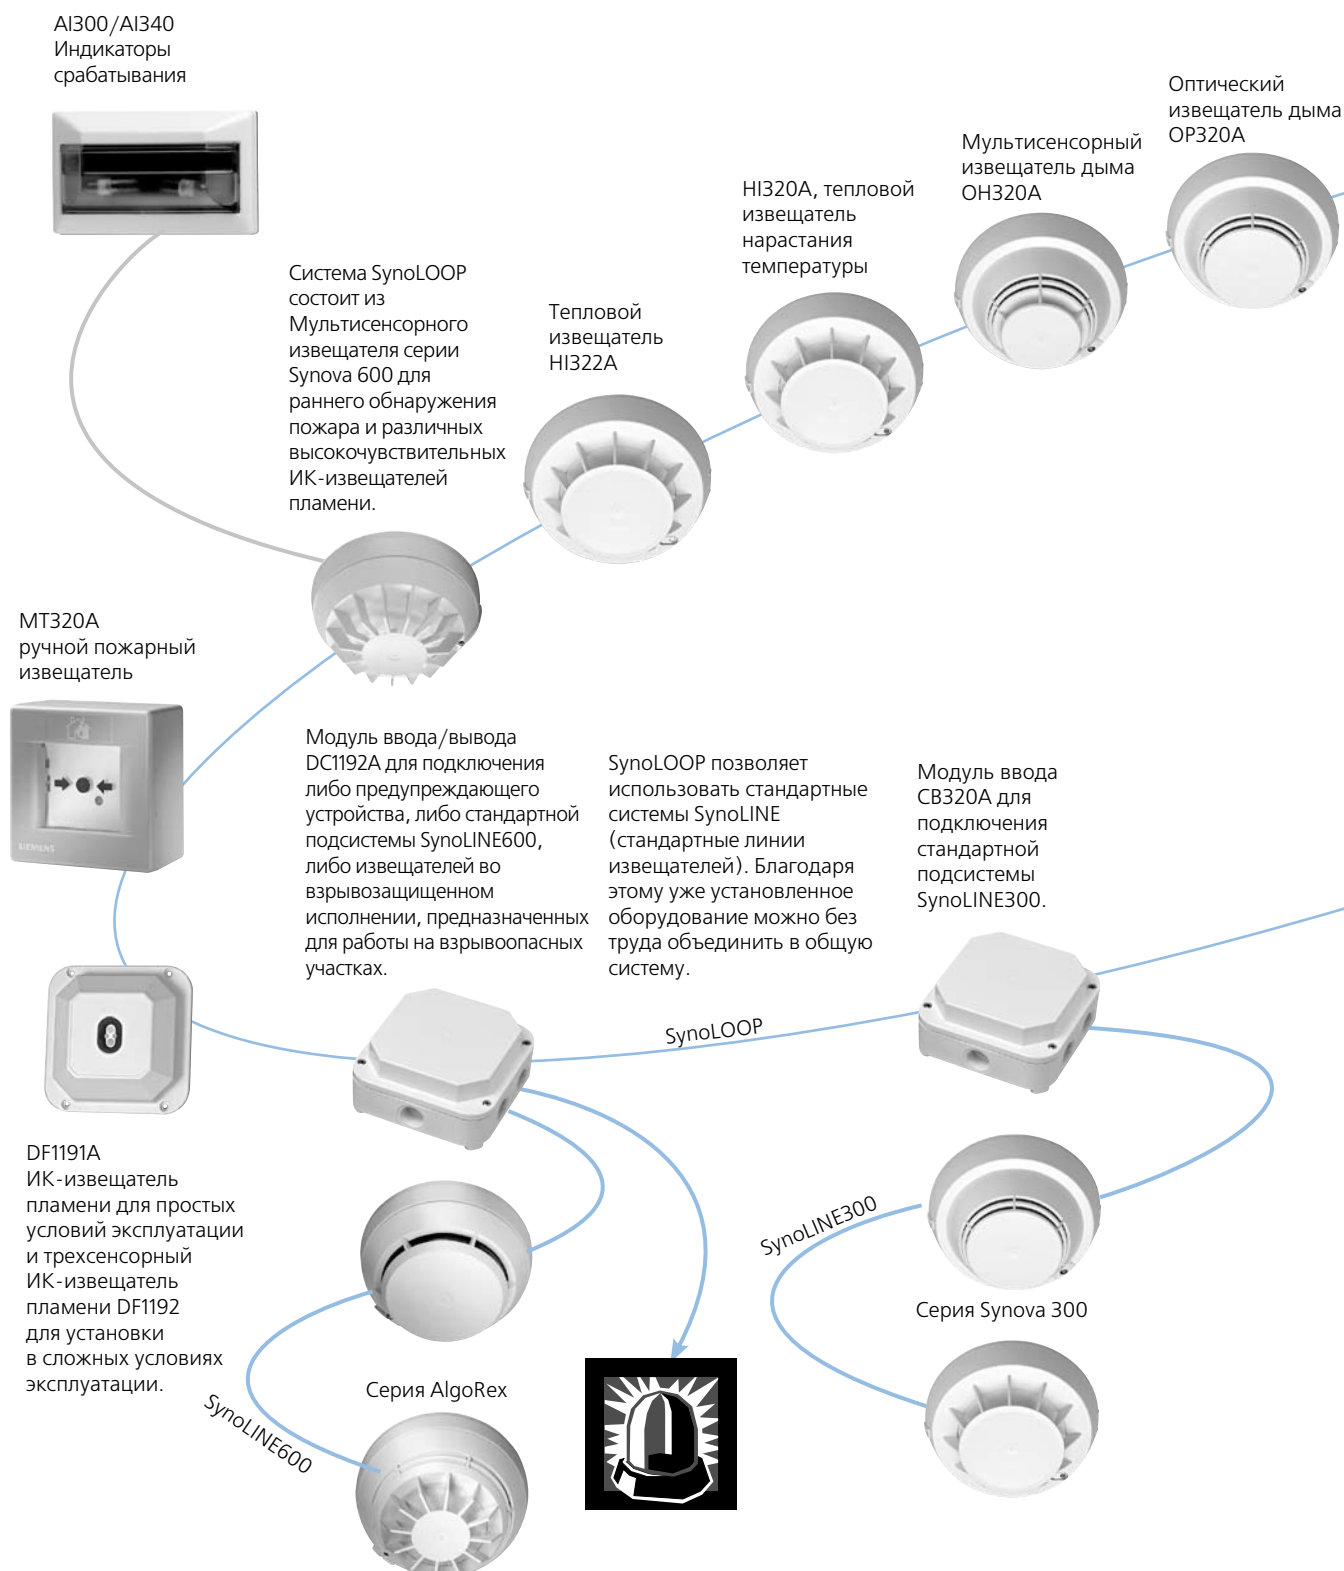 AI300/AI340
Индикаторы
срабатывания
Оптический
извещатель дыма
OP320A
Мультисенсорный
извещатель дыма
OH320A
HI320A, тепловой
извещатель
нарастания
температуры
Система SynoLOOP
состоит из
Мультисенсорного
извещателя серии
Synova 600 для
раннего обнаружения
пожара и различных
высокочувствительных
ИК-извещателей
пламени.
Тепловой
извещатель
HI322A
MT320A
ручной пожарный
извещатель
SIEMENS
Модуль ввода/вывода
DC1192A для подключения
либо предупреждающего
устройства, либо стандартной
подсистемы SynoLINE600,
либо извещателей во
взрывозащищенном
исполнении, предназначенных
для работы на взрывоопасных
участках.
SynoLOOP позволяет
использовать стандартные
системы SynoLINE
(стандартные линии
извещателей). Благодаря
этому уже установленное
оборудование можно без
труда объединить в общую
систему.
Модуль ввода
CB320A для
подключения
стандартной
подсистемы
SynoLINE300.
SynoLOOP
DF1191A
ИК-извещатель
пламени для простых
условий эксплуатации
и трехсенсорный
ИК-извещатель
пламени DF1192
для установки
в сложных условиях
эксплуатации.
SynoLINE300
Серия Synova 300
Серия AlgoRex
SynoLINE600